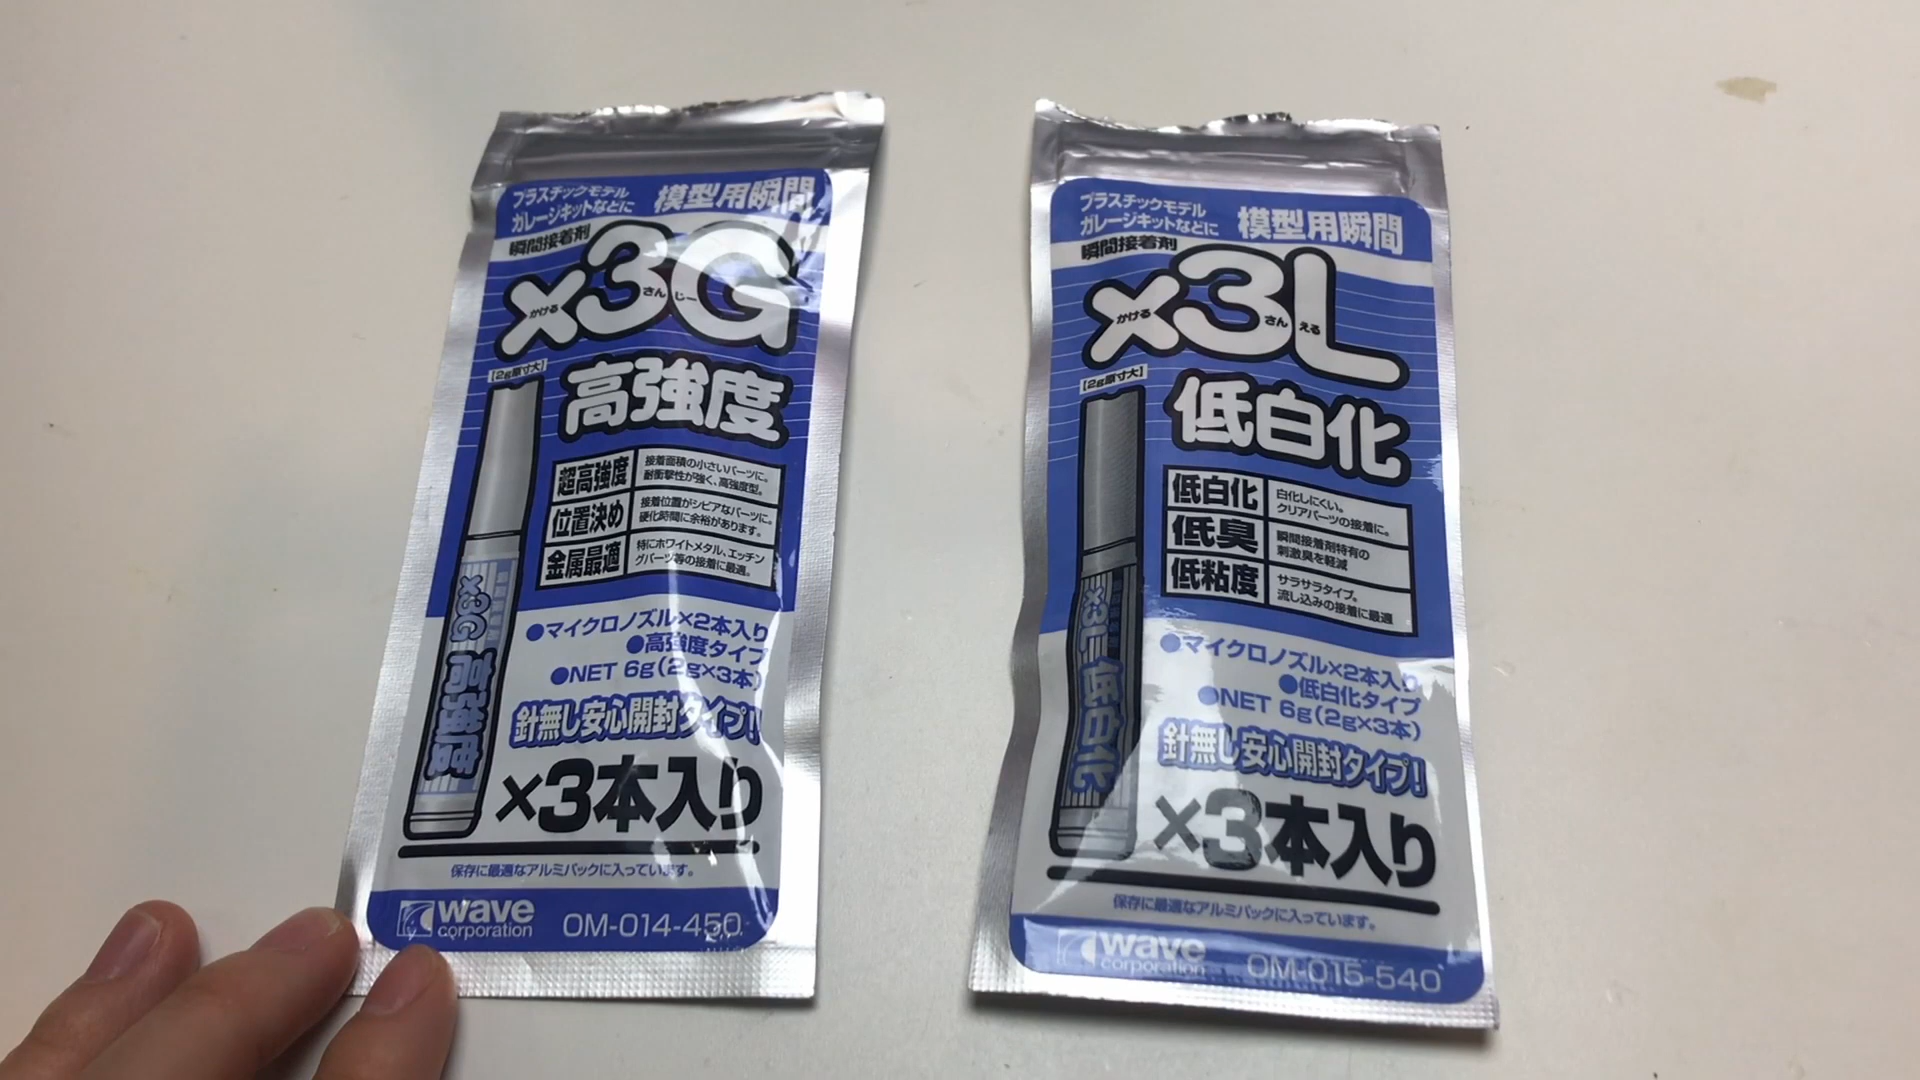 プラスチックモデル
ガレージキットなどに
模型用瞬間
瞬間接着剤
×3G
かける さん じー
[2g原寸大]
高強度
超高強度
接着面積の小さいパーツに。
耐衝撃性が強く、高強度型。
位置決め
接着位置がシビアなパーツに。
硬化時間に余裕があります。
金属最適
特にホワイトメタル、エッチン
グパーツ等の接着に最適。
×3G 高強度
●マイクロノズル×2本入り
●高強度タイプ
●NET 6g(2g×3本)
針無し安心開封タイプ!
×3本入り
保存に最適なアルミパックに入っています。
wave
corporation
OM-014-450
プラスチックモデル
ガレージキットなどに
模型用瞬間
瞬間接着剤
×3L
かける さん える
[2g原寸大]
低白化
低白化
白化しにくい。
クリアパーツの接着に。
低臭
瞬間接着剤特有の
刺激臭を軽減
低粘度
サラサラタイプ。
流し込みの接着に最適
×3L 低白化
●マイクロノズル×2本入り
●低白化タイプ
●NET 6g(2g×3本)
針無し安心開封タイプ!
×3本入り
保存に最適なアルミパックに入っています。
wave
corporation
OM-015-540